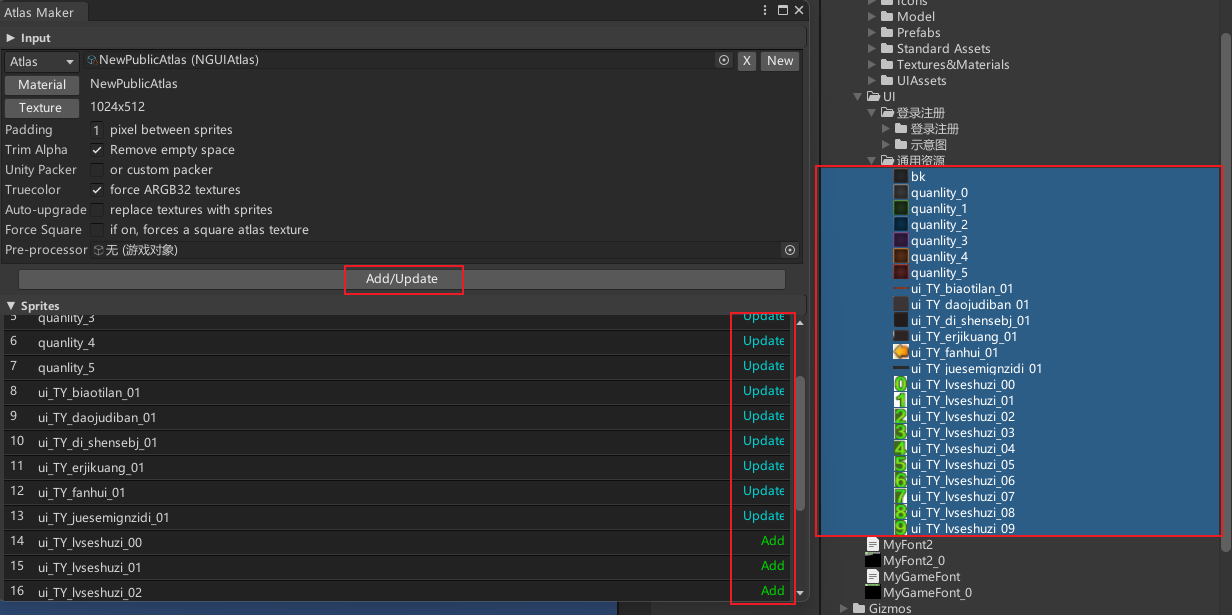 Atlas Maker
Input
Atlas
NewPublicAtlas (NGUIAtlas)
X
New
Material
NewPublicAtlas
Texture
1024x512
Padding
1
pixel between sprites
Trim Alpha
Remove empty space
Unity Packer
or custom packer
Truecolor
force ARGB32 textures
Auto-upgrade
replace textures with sprites
Force Square
if on, forces a square atlas texture
Pre-processor
无 (游戏对象)
Add/Update
Sprites
5 quanlity_3 Update
6 quanlity_4 Update
7 quanlity_5 Update
8 ui_TY_biaotilan_01 Update
9 ui_TY_daojudiban_01 Update
10 ui_TY_di_shensebj_01 Update
11 ui_TY_erjikuang_01 Update
12 ui_TY_fanhui_01 Update
13 ui_TY_juesemignzidi_01 Update
14 ui_TY_lvseshuzi_00 Add
15 ui_TY_lvseshuzi_01 Add
16 ui_TY_lvseshuzi_02 Add
Icons
Model
Prefabs
Standard Assets
Textures&Materials
UIAssets
UI
登录注册
登录注册
示意图
通用资源
bk
quanlity_0
quanlity_1
quanlity_2
quanlity_3
quanlity_4
quanlity_5
ui_TY_biaotilan_01
ui_TY_daojudiban_01
ui_TY_di_shensebj_01
ui_TY_erjikuang_01
ui_TY_fanhui_01
ui_TY_juesemignzidi_01
ui_TY_lvseshuzi_00
ui_TY_lvseshuzi_01
ui_TY_lvseshuzi_02
ui_TY_lvseshuzi_03
ui_TY_lvseshuzi_04
ui_TY_lvseshuzi_05
ui_TY_lvseshuzi_06
ui_TY_lvseshuzi_07
ui_TY_lvseshuzi_08
ui_TY_lvseshuzi_09
MyFont2
MyFont2_0
MyGameFont
MyGameFont_0
Gizmos